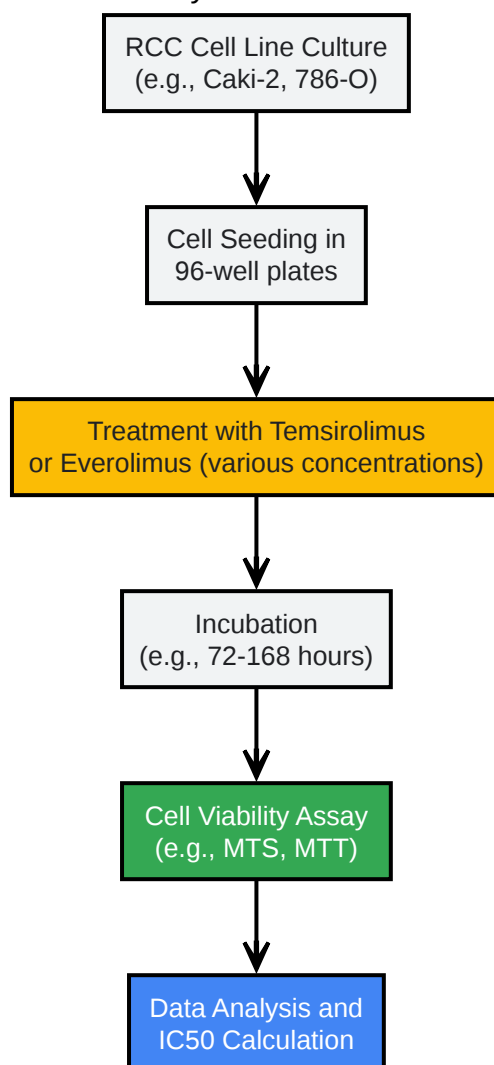 RCC Cell Line Culture
(e.g., Caki-2, 786-O)
Cell Seeding in
96-well plates
Treatment with Temsirolimus
or Everolimus (various concentrations)
Incubation
(e.g., 72-168 hours)
Cell Viability Assay
(e.g., MTS, MTT)
Data Analysis and
IC50 Calculation